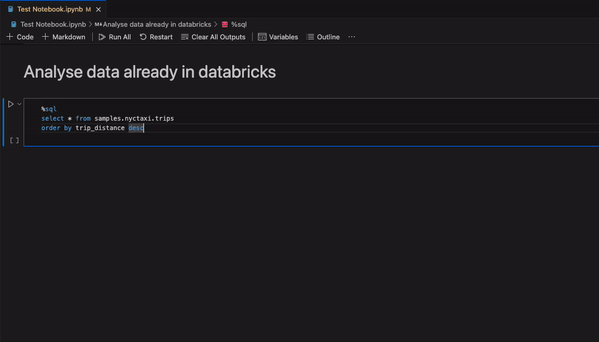 Test Notebook.ipynb M ×
Test Notebook.ipynb > M↓Analyse data already in databricks > %sql
+ Code + Markdown Run All Restart Clear All Outputs Variables Outline ...
Analyse data already in databricks
%sql
select * from samples.nyctaxi.trips
order by trip_distance desc
[ ]